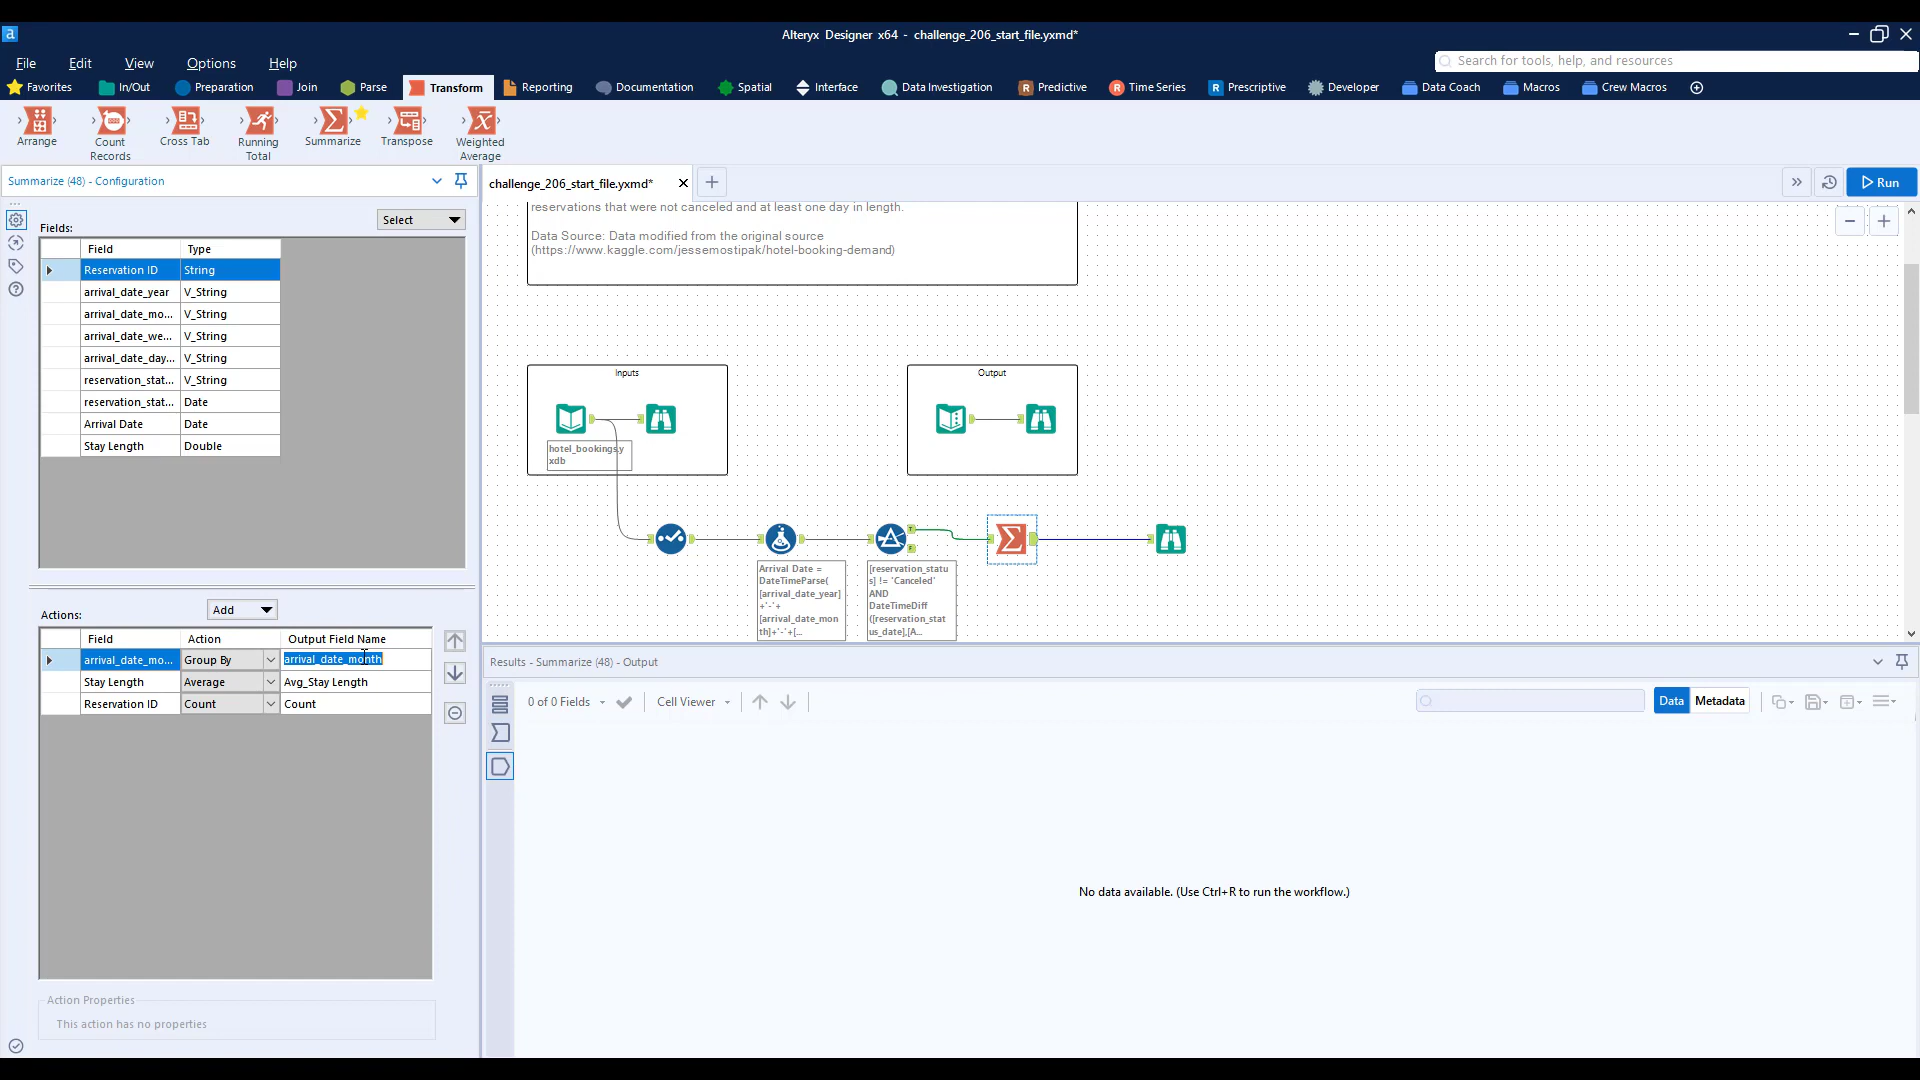 Alteryx Designer x64 - challenge_206_start_file.yxmd*
File Edit View Options Help
Search for tools, help, and resources
Favorites In/Out Preparation Join Parse Transform Reporting Documentation Spatial Interface Data Investigation Predictive Time Series Prescriptive Developer Data Coach Macros Crew Macros
Arrange
Count
Records
Cross Tab
Running
Total
Summarize
Transpose
Weighted
Average
Summarize (48) - Configuration
challenge_206_start_file.yxmd*
Run
Fields:
Select
Field Type
Reservation ID String
arrival_date_year V_String
arrival_date_mo... V_String
arrival_date_we... V_String
arrival_date_day... V_String
reservation_stat... V_String
reservation_stat... Date
Arrival Date Date
Stay Length Double
Actions:
Add
Field Action Output Field Name
arrival_date_mo... Group By arrival_date_month
Stay Length Average Avg_Stay Length
Reservation ID Count Count
Action Properties
This action has no properties
reservations that were not canceled and at least one day in length.
Data Source: Data modified from the original source
(https://www.kaggle.com/jessemostipak/hotel-booking-demand)
Inputs
hotel_bookings.y
xdb
Output
Arrival Date =
DateTimeParse(
[arrival_date_year]
+'-'+
[arrival_date_mon
th]+'-'+[...
[reservation_statu
s] != 'Canceled'
AND
DateTimeDiff
([reservation_stat
us_date],[A...
Results - Summarize (48) - Output
0 of 0 Fields Cell Viewer Data Metadata
No data available. (Use Ctrl+R to run the workflow.)